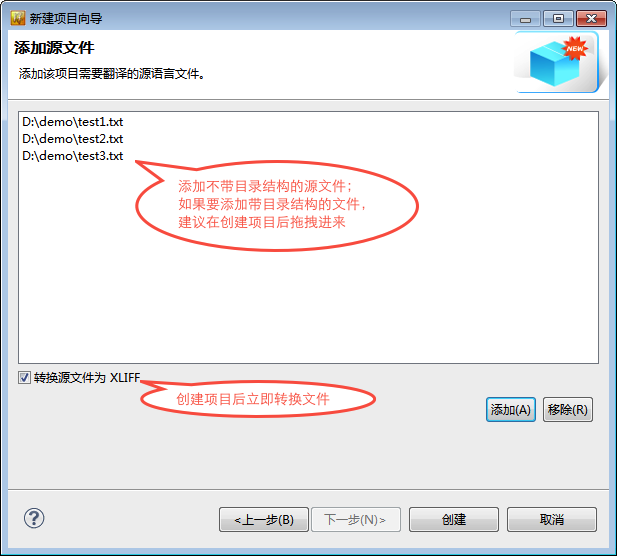 新建项目向导
添加源文件
添加该项目需要翻译的源语言文件。
NEW
D:\demo\test1.txt
D:\demo\test2.txt
D:\demo\test3.txt
添加不带目录结构的源文件；
如果要添加带目录结构的文件，
建议在创建项目后拖拽进来
转换源文件为 XLIFF
创建项目后立即转换文件
添加(A)
移除(R)
?
<上一步(B)
下一步(N)>
创建
取消